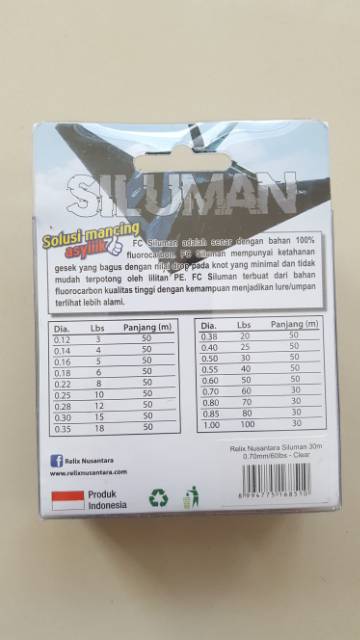 SILUMAN
Solusi mancing
asyiiik
FC Siluman adalah senar dengan bahan 100%
fluorocarbon. FC Siluman mempunyai ketahanan
gesek yang bagus dengan nilai drop pada knot yang minimal dan tidak
mudah terpotong oleh lilitan PE. FC Siluman terbuat dari bahan
fluorocarbon kualitas tinggi dengan kemampuan menjadikan lure/umpan
terlihat lebih alami.
Dia. Lbs Panjang (m)
0.12 3 50
0.14 4 50
0.16 5 50
0.18 6 50
0.22 8 50
0.25 10 50
0.28 12 50
0.30 15 50
0.35 18 50
Dia. Lbs Panjang (m)
0.38 20 50
0.40 25 50
0.50 30 50
0.55 40 50
0.60 50 50
0.70 60 30
0.80 70 30
0.85 80 30
1.00 100 30
Relix Nusantara Siluman 30m
0.70mm/60lbs - Clear
8 994775 168510
f Relix Nusantara
www.relixnusantara.com
Produk
Indonesia